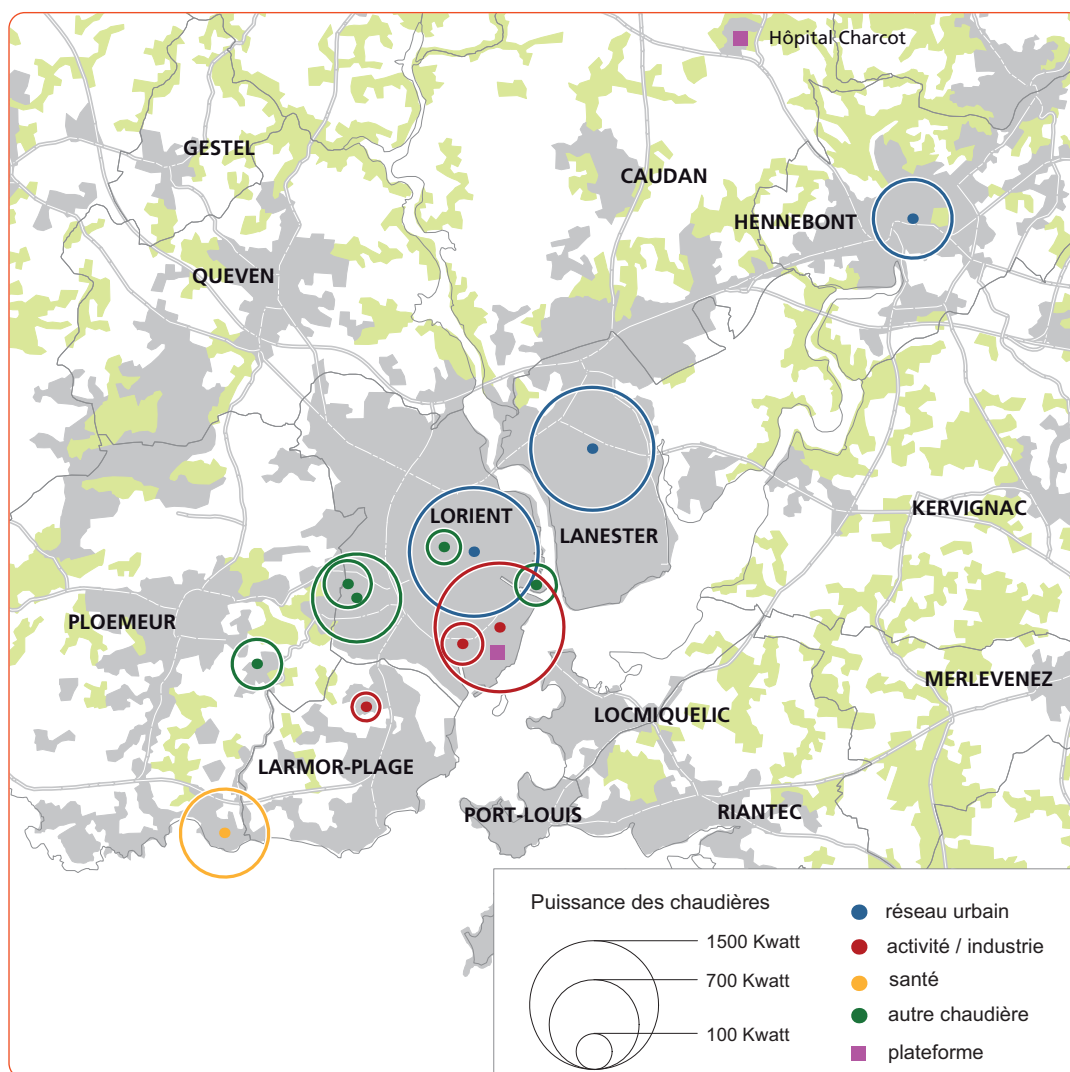 Hôpital Charcot
GESTEL
CAUDAN
HENNEBONT
QUEVEN
LORIENT
LANESTER
KERVIGNAC
PLOEMEUR
MERLEVENEZ
LOCMIQUELIC
LARMOR-PLAGE
PORT-LOUIS
RIANTEC
Puissance des chaudières
1500 Kwatt
700 Kwatt
100 Kwatt
réseau urbain
activité / industrie
santé
autre chaudière
plateforme